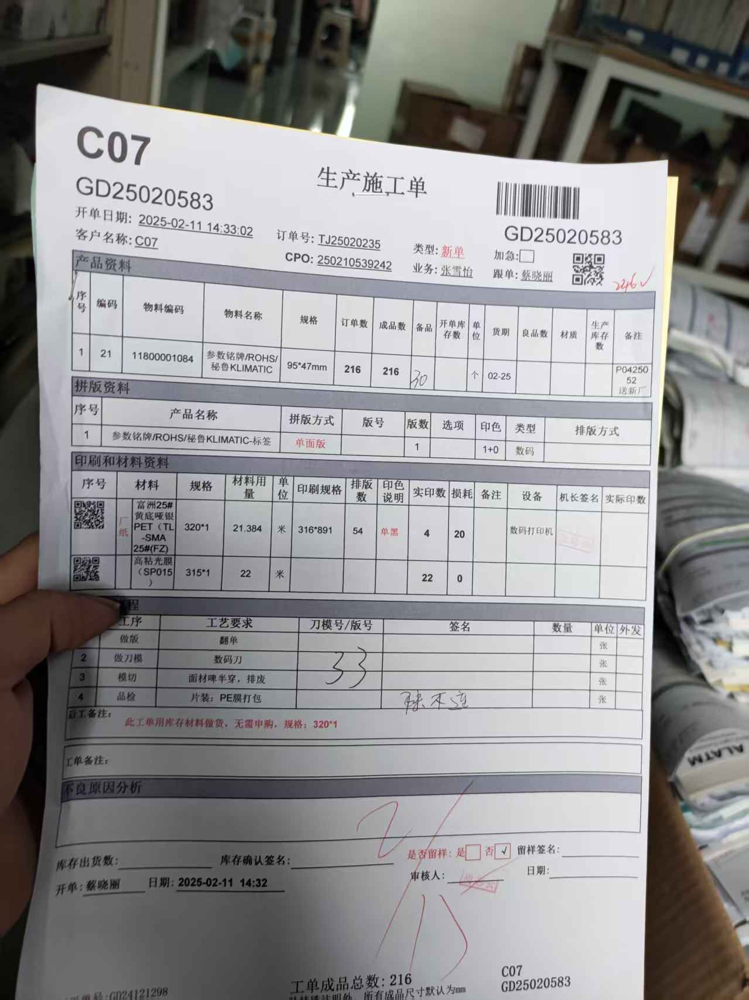 C07
GD25020583
生产施工单
GD25020583
开单日期: 2025-02-11 14:33:02
订单号: TJ25020235
类型: 新单
加急:
客户名称: C07
CPO: 250210539242
业务: 张雪怡
跟单: 蔡晓丽
246√
产品资料
序号 编码 物料编码 物料名称 规格 订单数 成品数 备品 开单库存数 单位 货期 良品数 材质 生产库存数 备注
1 21 11800001084 参数铭牌/ROHS/秘鲁KLIMATIC 95*47mm 216 216 30 个 02-25 P0425052 送新厂
拼版资料
序号 产品名称 拼版方式 版号 版数 选项 印色 类型 排版方式
1 参数铭牌/ROHS/秘鲁KLIMATIC-标签 单面版 1 1+0 数码
印刷和材料资料
序号 材料 规格 材料用量 单位 印刷规格 排版数 印色说明 实印数 损耗 备注 设备 机长签名 实际印数
厂纸 富洲25#黄底哑银PET（TL-SMA25#(FZ) 320*1 21.384 米 316*891 54 单黑 4 20 数码打印机
高粘光膜（SP015） 315*1 22 米 22 0
程
工序 工艺要求 刀模号/版号 签名 数量 单位 外发
做版 翻单 张
2 做刀模 数码刀 33 张
3 模切 面材啤半穿，排废 张
4 品检 片装：PE膜打包 张
后工备注：
此工单用库存材料做货，无需申购，规格：320*1
工单备注：
不良原因分析
是否留样: 是 否 √ 留样签名:
库存出货数: 库存确认签名:
审核人: 日期:
开单: 蔡晓丽 日期: 2025-02-11 14:32
工单成品总数: 216
C07
GD25020583
GD24121298
所有成品尺寸默认为mm
ALATM